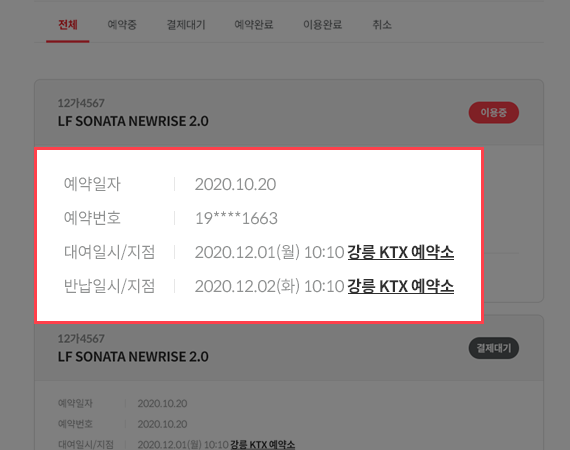 전체 예약중 결제대기 예약완료 이용완료 취소
12가4567
LF SONATA NEWRISE 2.0
이용중
예약일자 2020.10.20
예약번호 19****1663
대여일시/지점 2020.12.01(월) 10:10 강릉 KTX 예약소
반납일시/지점 2020.12.02(화) 10:10 강릉 KTX 예약소
12가4567
LF SONATA NEWRISE 2.0
결제대기
예약일자 2020.10.20
예약번호 2020.10.20
대여일시/지점 2020.12.01(월) 10:10 강릉 KTX 예약소